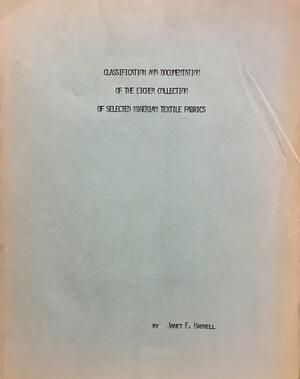 CLASSIFICATION AND DOCUMENTATION
OF THE EICHER COLLECTION
OF SELECTED NIGERIAN TEXTILE FABRICS
BY JANET E. HARRELL